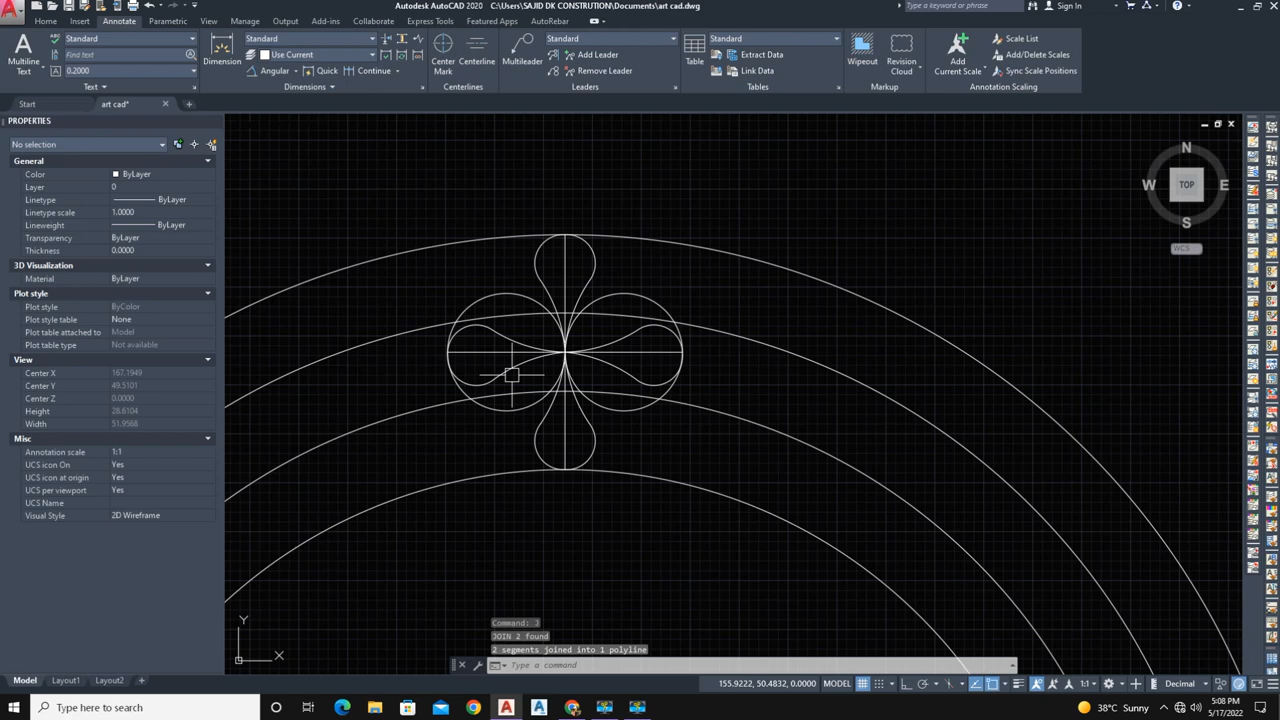 Autodesk AutoCAD 2020 C:\Users\SAJID DK CONSTRUTION\Documents\art cad.dwg
Type a keyword or phrase
Sign In
Home Insert Annotate Parametric View Manage Output Add-ins Collaborate Express Tools Featured Apps AutoRebar
Multiline Text
Standard
Find text
0.2000
Text
Dimension
Standard
Use Current
Angular Quick Continue
Dimensions
Center Mark
Centerline
Centerlines
Multileader
Standard
Add Leader
Remove Leader
Leaders
Table
Standard
Extract Data
Link Data
Tables
Wipeout
Revision Cloud
Markup
Add Current Scale
Scale List
Add/Delete Scales
Sync Scale Positions
Annotation Scaling
Start art cad*
PROPERTIES
No selection
General
Color ByLayer
Layer 0
Linetype ByLayer
Linetype scale 1.0000
Lineweight ByLayer
Transparency ByLayer
Thickness 0.0000
3D Visualization
Material ByLayer
Plot style
Plot style ByColor
Plot style table None
Plot table attached to Model
Plot table type Not available
View
Center X 167.1949
Center Y 49.5101
Center Z 0.0000
Height 28.6104
Width 51.9568
Misc
Annotation scale 1:1
UCS icon On Yes
UCS icon at origin Yes
UCS per viewport Yes
UCS Name
Visual Style 2D Wireframe
N
W TOP E
S
WCS
Y
X
Command: J
JOIN 2 found
2 segments joined into 1 polyline
Type a command
Model Layout1 Layout2
155.9222, 50.4832, 0.0000 MODEL
1:1
Decimal
Type here to search
38°C Sunny
5:08 PM
5/17/2022